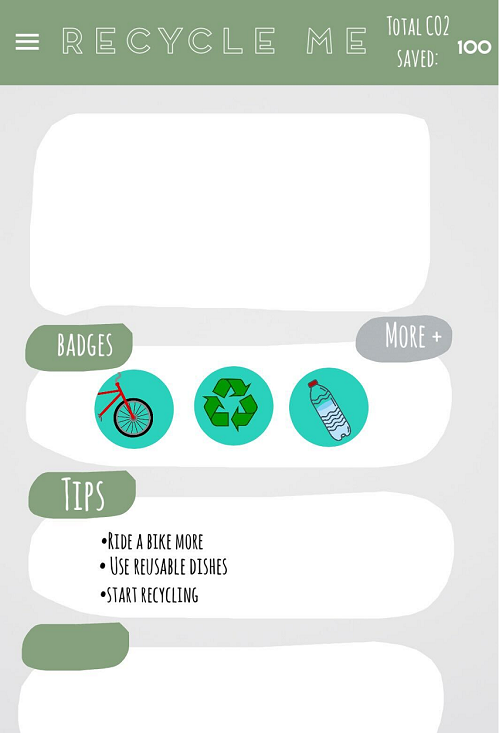 RECYCLE ME
TOTAL CO2
SAVED:
100
BADGES
MORE +
TIPS
•RIDE A BIKE MORE
• USE REUSABLE DISHES
•START RECYCLING